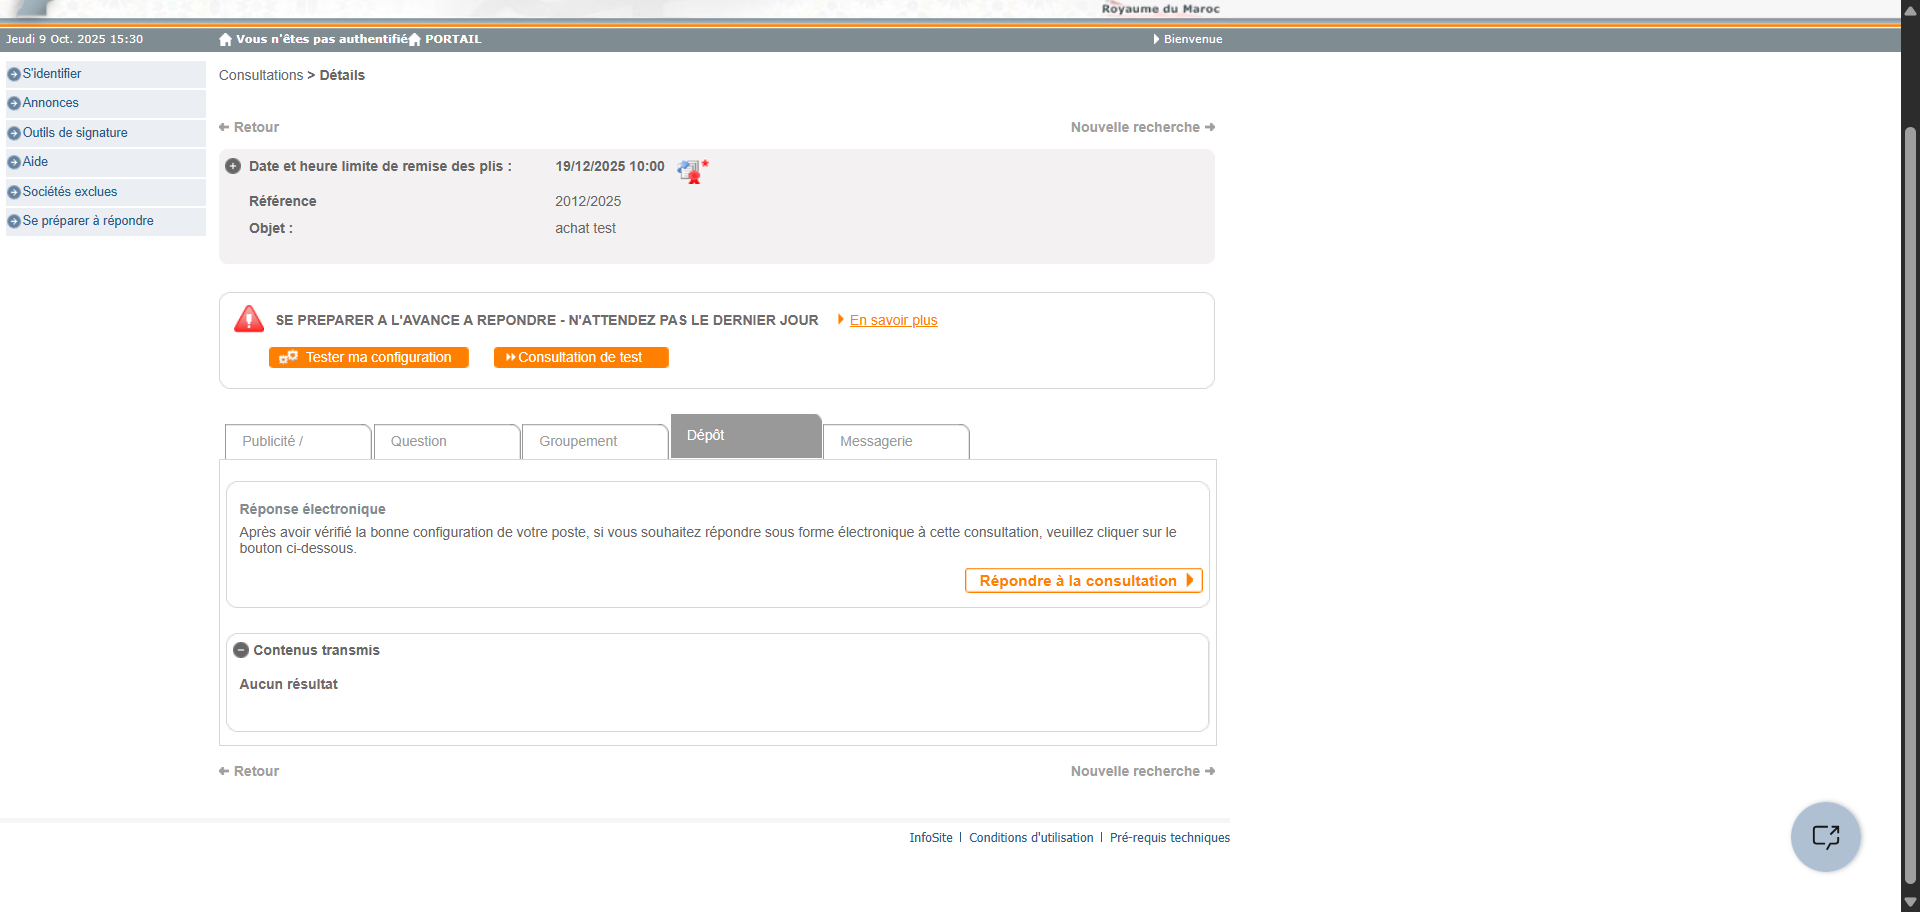 Royaume du Maroc
Jeudi 9 Oct. 2025 15:30
Vous n'êtes pas authentifié PORTAIL
Bienvenue
S'identifier
Annonces
Outils de signature
Aide
Sociétés exclues
Se préparer à répondre
Consultations > Détails
Retour
Nouvelle recherche
Date et heure limite de remise des plis : 19/12/2025 10:00 *
Référence 2012/2025
Objet : achat test
SE PREPARER A L'AVANCE A REPONDRE - N'ATTENDEZ PAS LE DERNIER JOUR En savoir plus
Tester ma configuration
Consultation de test
Publicité /
Question
Groupement
Dépôt
Messagerie
Réponse électronique
Après avoir vérifié la bonne configuration de votre poste, si vous souhaitez répondre sous forme électronique à cette consultation, veuillez cliquer sur le
bouton ci-dessous.
Répondre à la consultation
Contenus transmis
Aucun résultat
Retour
Nouvelle recherche
InfoSite | Conditions d'utilisation | Pré-requis techniques